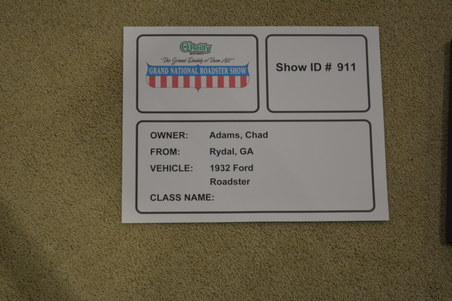 O'Reilly
"The Grand Daddy of Them All"
GRAND NATIONAL ROADSTER SHOW
Show ID # 911
OWNER: Adams, Chad
FROM: Rydal, GA
VEHICLE: 1932 Ford
Roadster
CLASS NAME: